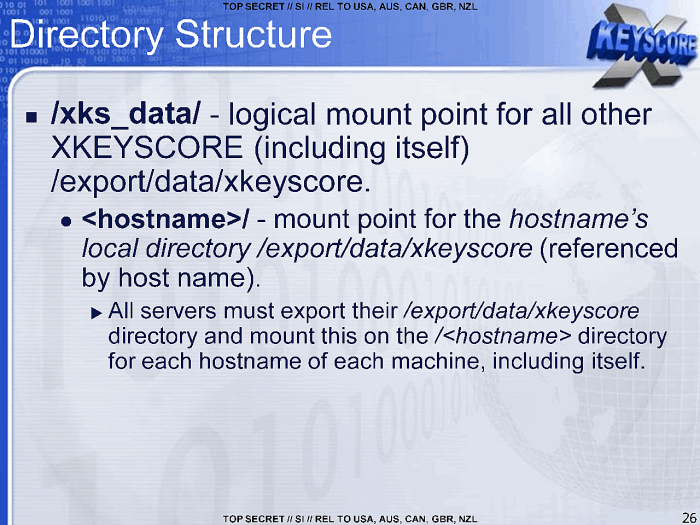 TOP SECRET // SI // REL TO USA, AUS, CAN, GBR, NZL
Directory Structure
XKEYSCORE
/xks_data/ - logical mount point for all other
XKEYSCORE (including itself)
/export/data/xkeyscore.
<hostname>/ - mount point for the hostname's
local directory /export/data/xkeyscore (referenced
by host name).
All servers must export their /export/data/xkeyscore
directory and mount this on the /<hostname> directory
for each hostname of each machine, including itself.
TOP SECRET // SI // REL TO USA, AUS, CAN, GBR, NZL
26